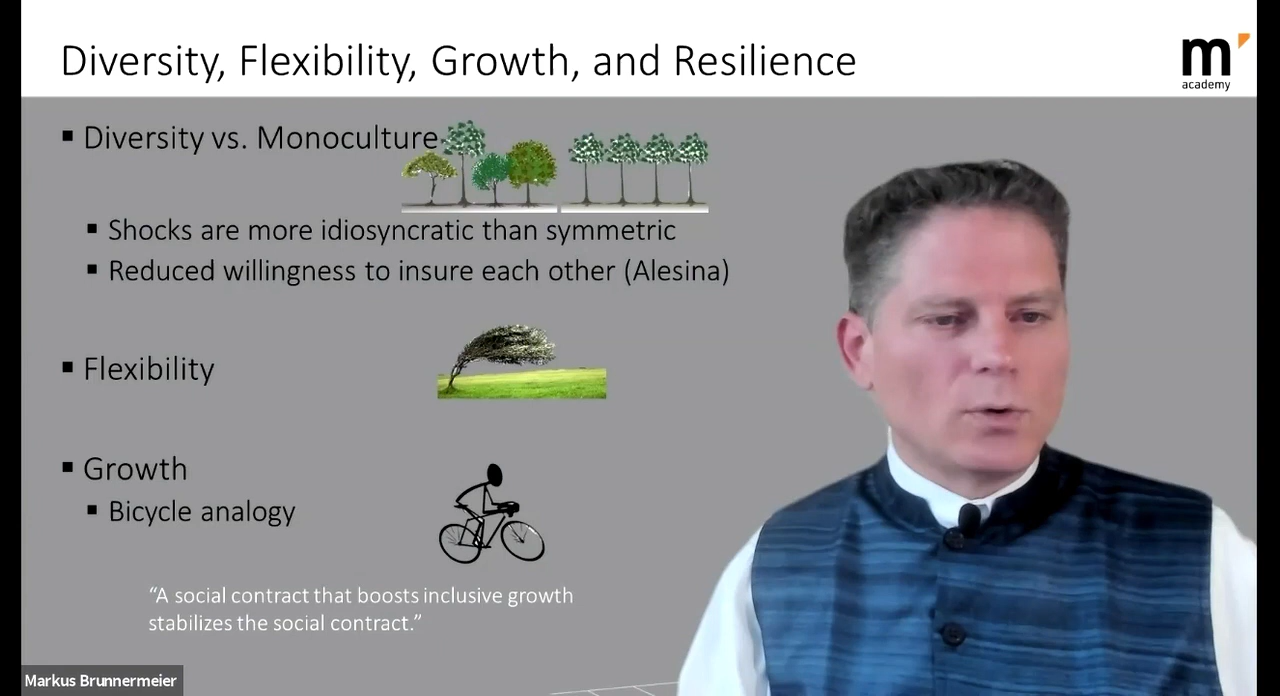 Diversity, Flexibility, Growth, and Resilience
m'
academy
▪ Diversity vs. Monoculture
▪ Shocks are more idiosyncratic than symmetric
▪ Reduced willingness to insure each other (Alesina)
▪ Flexibility
▪ Growth
▪ Bicycle analogy
“A social contract that boosts inclusive growth
stabilizes the social contract.”
Markus Brunnermeier